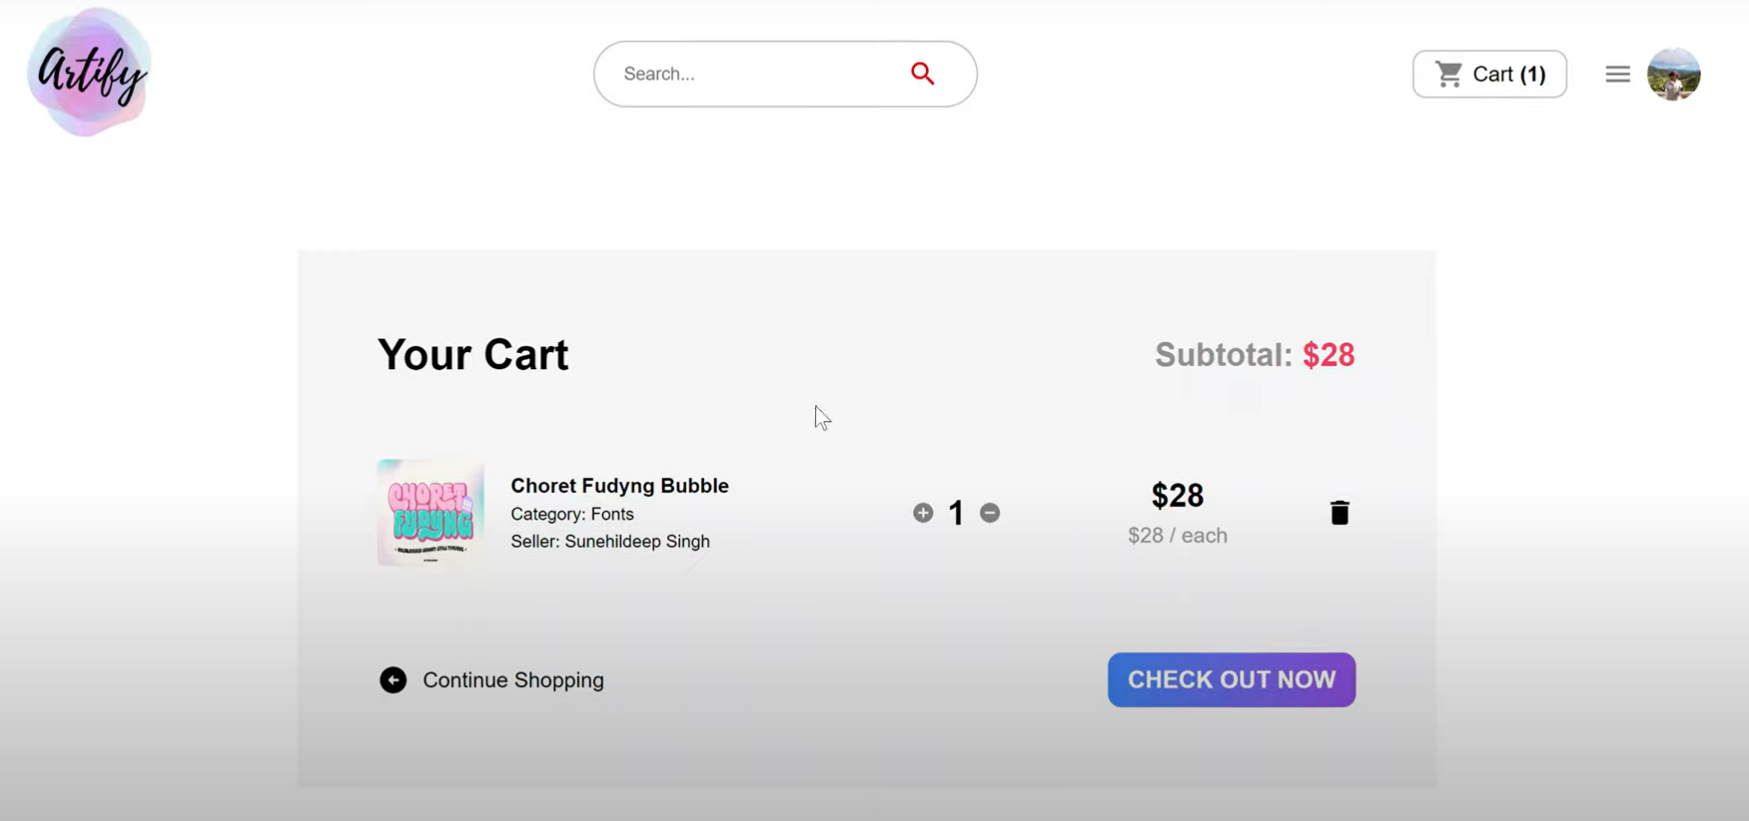 Artify
Search...
Cart (1)
Your Cart
Subtotal: $28
CHORET
FUDYNG
Choret Fudyng Bubble
Category: Fonts
Seller: Sunehildeep Singh
1
$28
$28 / each
Continue Shopping
CHECK OUT NOW